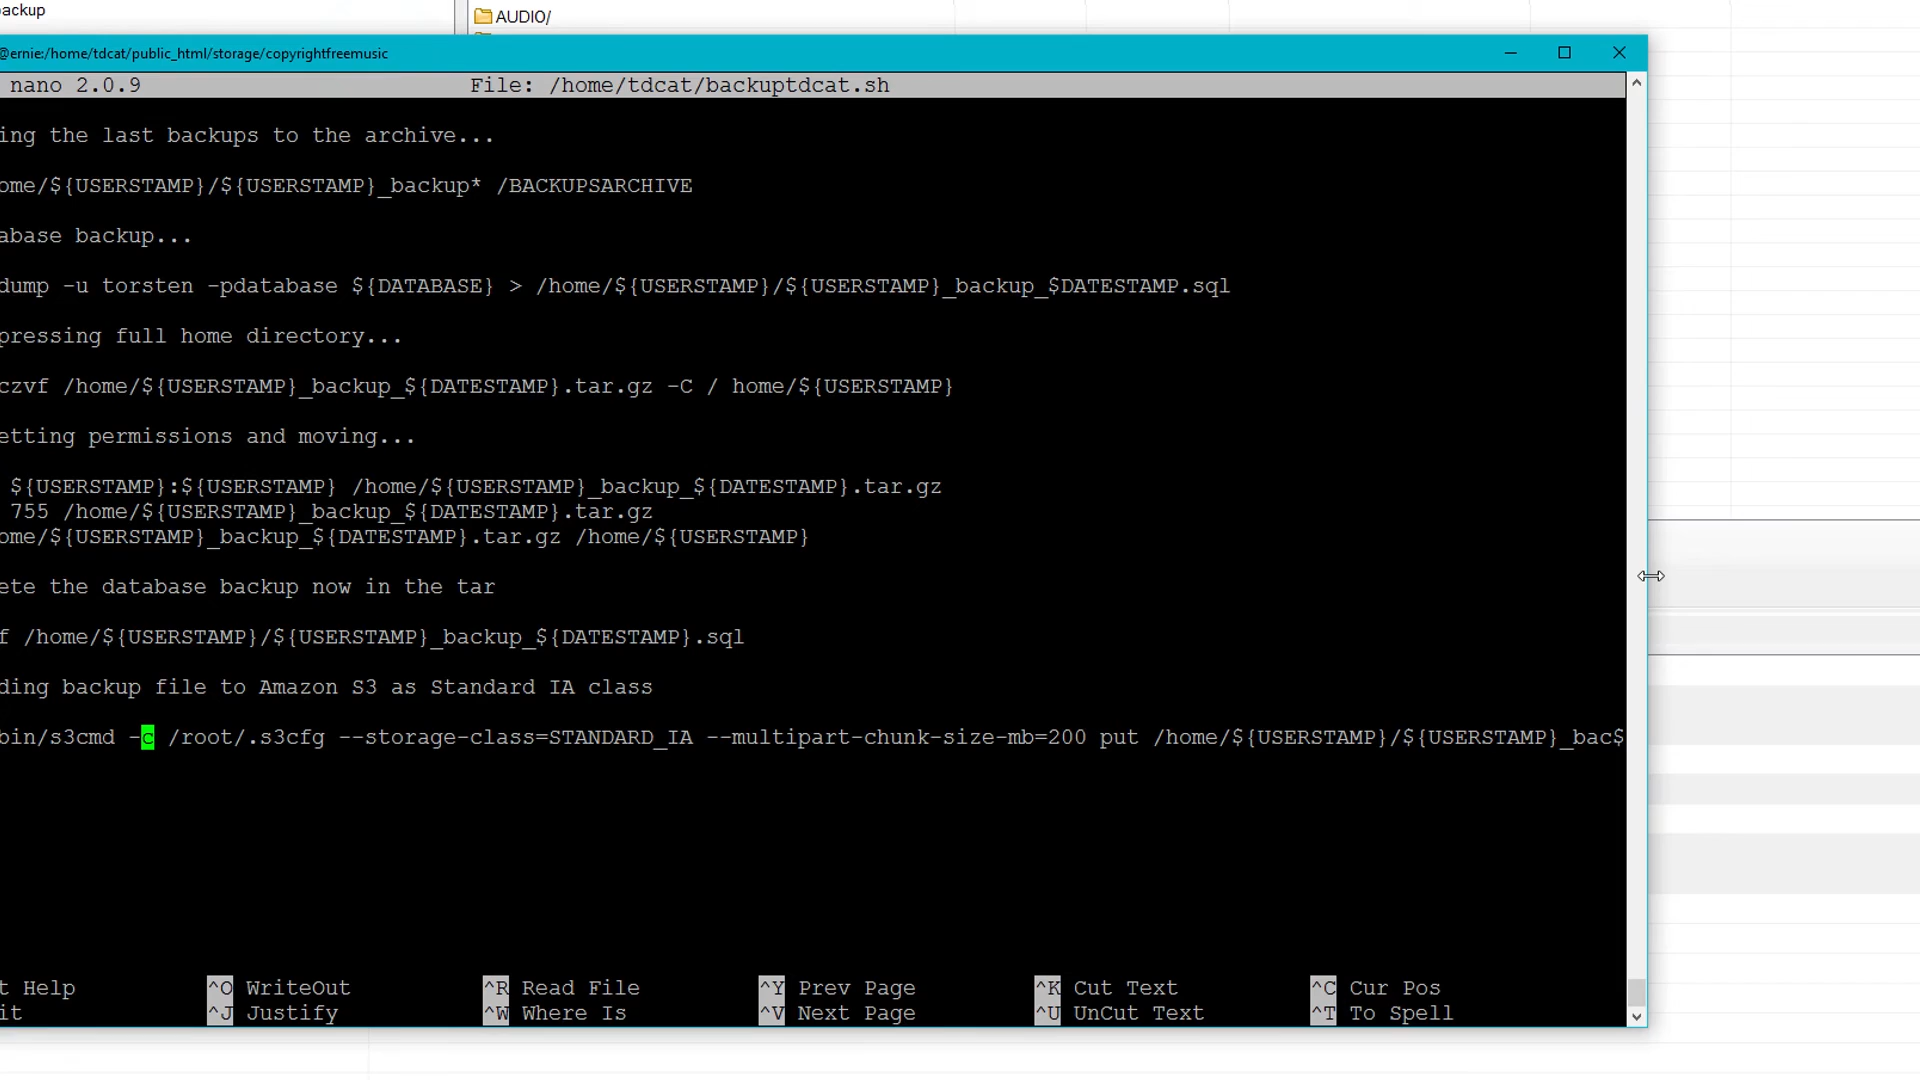 ackup
AUDIO/
@ernie:/home/tdcat/public_html/storage/copyrightfreemusic
nano 2.0.9 File: /home/tdcat/backuptdcat.sh
ing the last backups to the archive...
ome/${USERSTAMP}/${USERSTAMP}_backup* /BACKUPSARCHIVE
abase backup...
dump -u torsten -pdatabase ${DATABASE} > /home/${USERSTAMP}/${USERSTAMP}_backup_$DATESTAMP.sql
pressing full home directory...
czvf /home/${USERSTAMP}_backup_${DATESTAMP}.tar.gz -C / home/${USERSTAMP}
etting permissions and moving...
${USERSTAMP}:${USERSTAMP} /home/${USERSTAMP}_backup_${DATESTAMP}.tar.gz
755 /home/${USERSTAMP}_backup_${DATESTAMP}.tar.gz
ome/${USERSTAMP}_backup_${DATESTAMP}.tar.gz /home/${USERSTAMP}
ete the database backup now in the tar
f /home/${USERSTAMP}/${USERSTAMP}_backup_${DATESTAMP}.sql
ding backup file to Amazon S3 as Standard IA class
bin/s3cmd -c /root/.s3cfg --storage-class=STANDARD_IA --multipart-chunk-size-mb=200 put /home/${USERSTAMP}/${USERSTAMP}_bac$
t Help ^O WriteOut ^R Read File ^Y Prev Page ^K Cut Text ^C Cur Pos
it ^J Justify ^W Where Is ^V Next Page ^U UnCut Text ^T To Spell